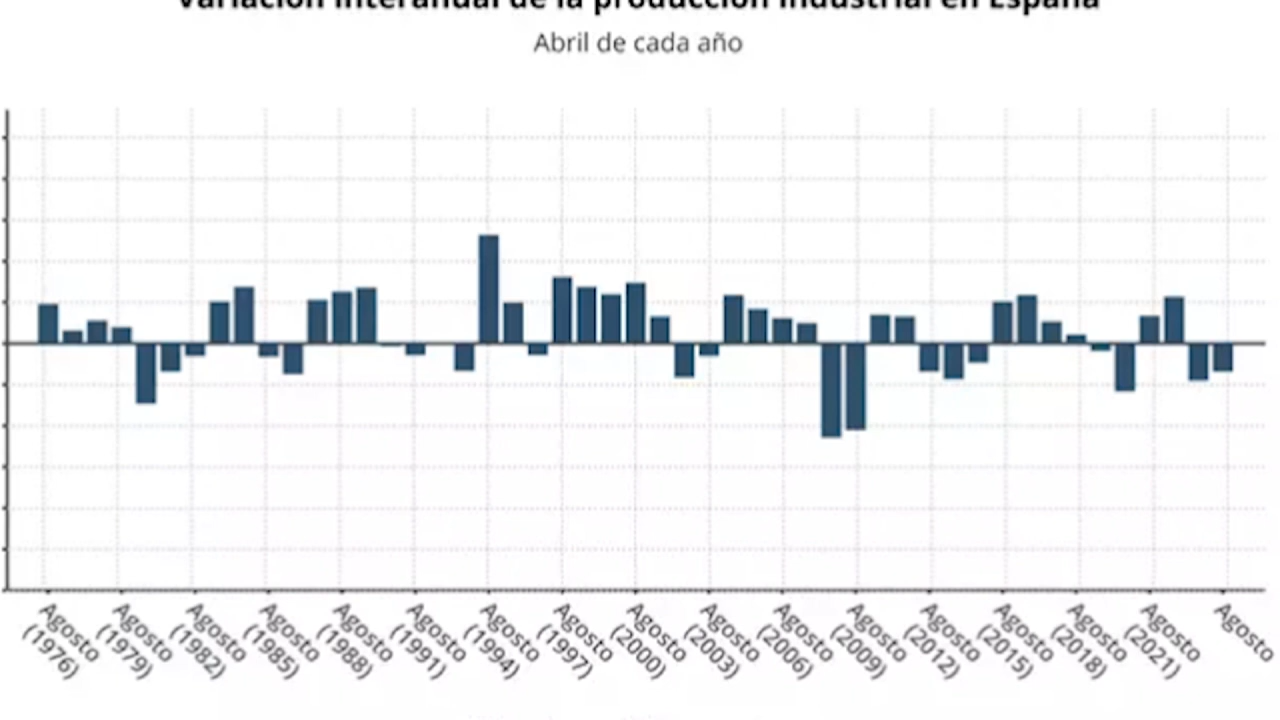 Variación interanual de la producción industrial en España
Abril de cada año
Agosto (1976)
Agosto (1979)
Agosto (1982)
Agosto (1985)
Agosto (1988)
Agosto (1991)
Agosto (1994)
Agosto (1997)
Agosto (2000)
Agosto (2003)
Agosto (2006)
Agosto (2009)
Agosto (2012)
Agosto (2015)
Agosto (2018)
Agosto (2021)
Agosto